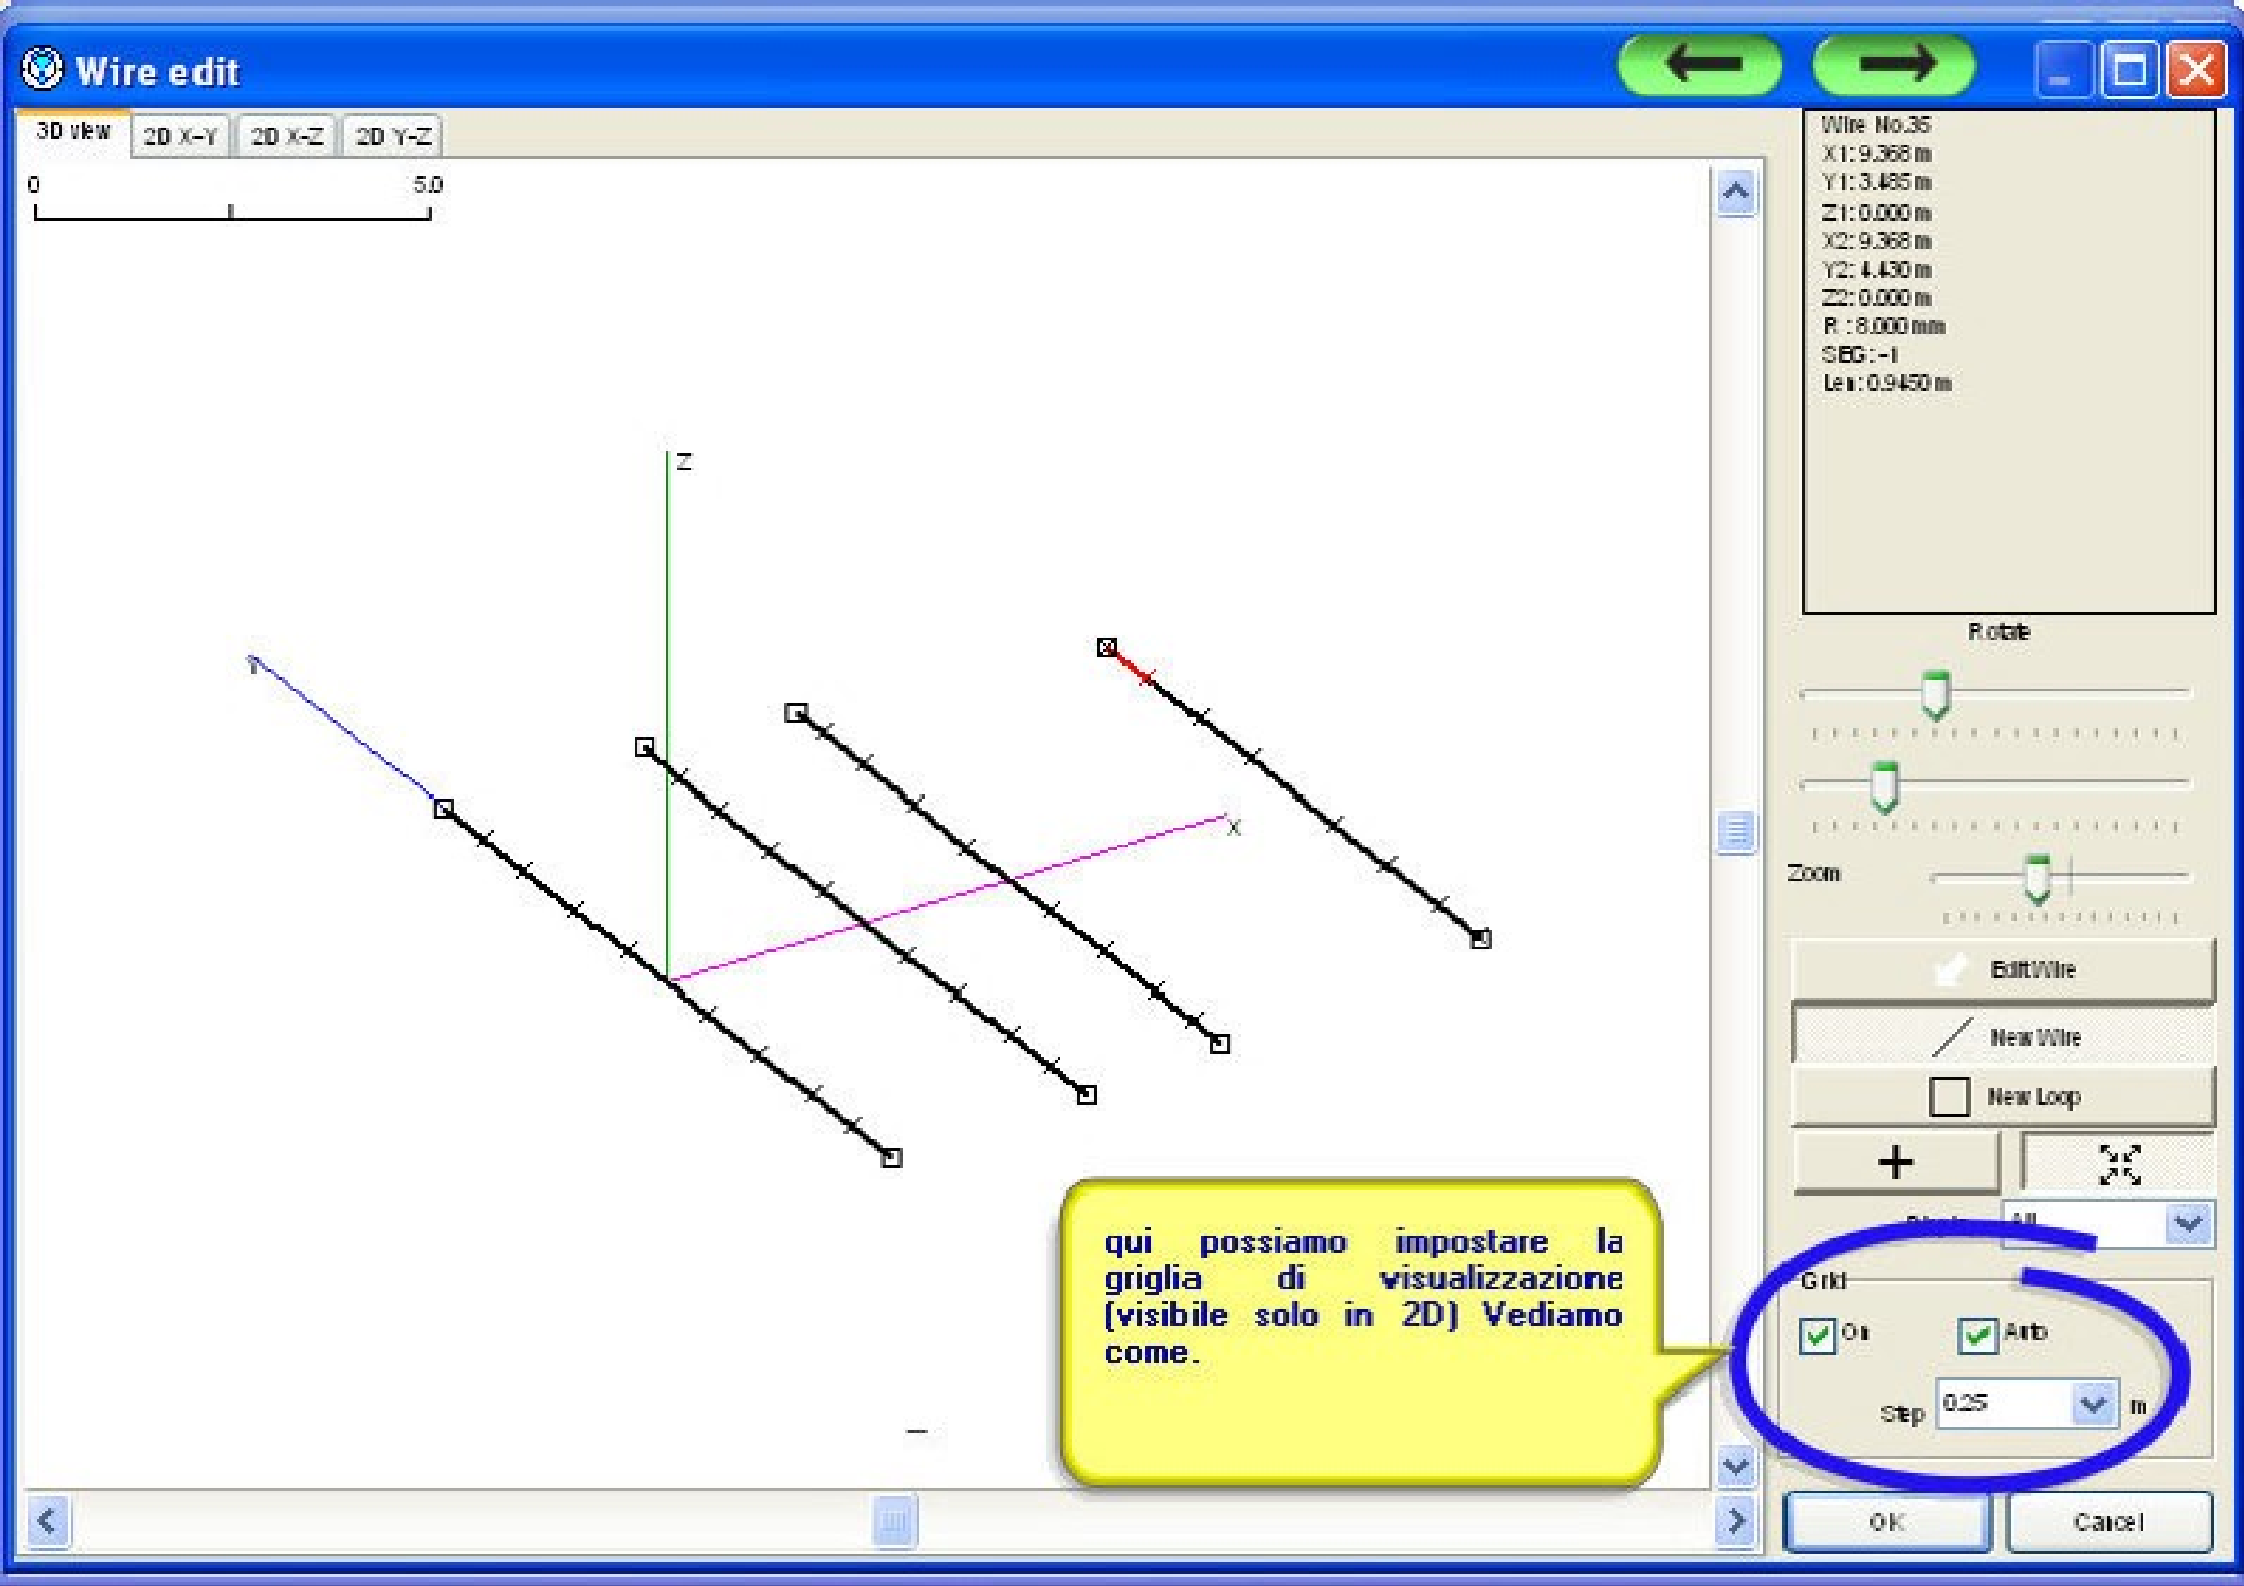 Wire edit
3D view
2D X-Y
2D X-Z
2D Y-Z
0
5.0
Z
Y
X
Wire No.35
X1:9.368 m
Y1:3.485 m
Z1:0.000 m
X2:9.368 m
Y2:4.430 m
Z2:0.000 m
R :8.000 mm
SEG:-1
Len:0.9450 m
Rotate
Zoom
Edit Wire
New Wire
New Loop
+
All
qui possiamo impostare la
griglia di visualizzazione
(visibile solo in 2D) Vediamo
come.
Grid
On
Auto
Step
0.25
m
OK
Cancel